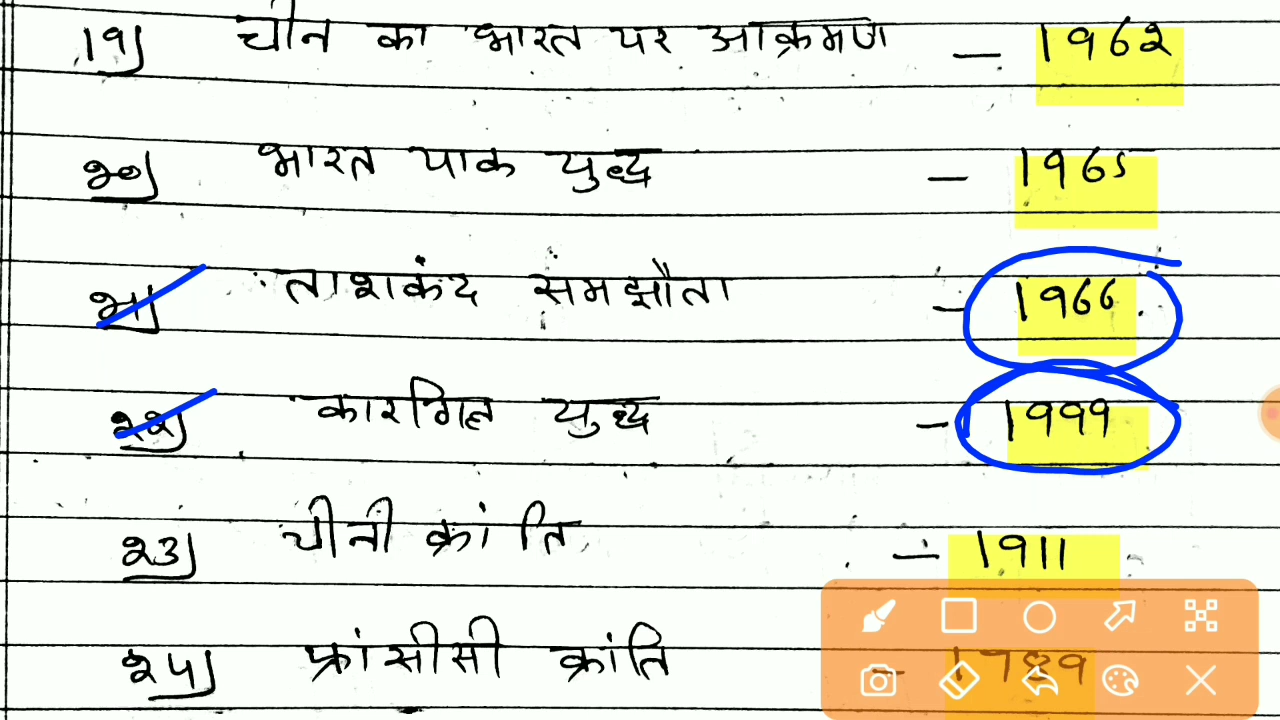 19) चीन का भारत पर आक्रमण – 1962
20) भारत पाक युद्ध – 1965
21) ताशकंद समझौता – 1966
22) कारगिल युद्ध – 1999
23) चीनी क्रांति – 1911
24) फ्रांसीसी क्रांति – 1789